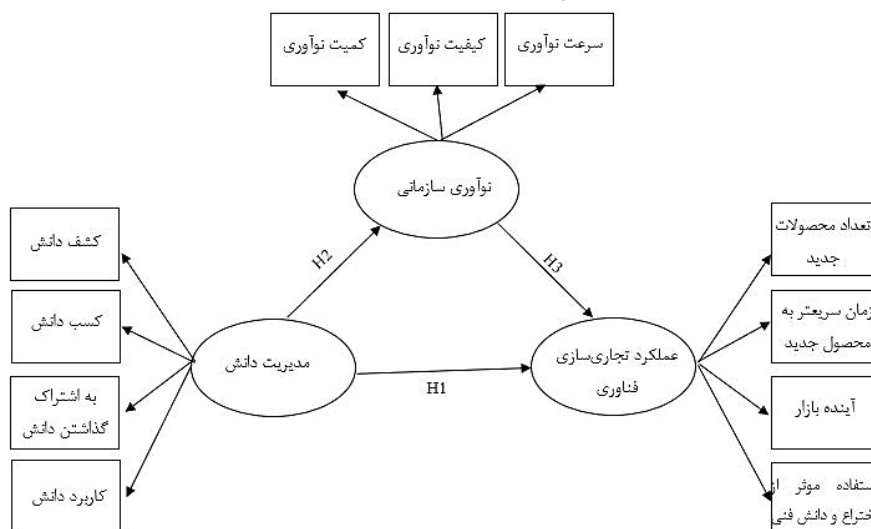 سرعت نوآوری
کیفیت نوآوری
کمیت نوآوری
نوآوری سازمانی
H2
H3
تعداد محصولات
جدید
زمان سریعتر به
محصول جدید
آینده بازار
ستفاده موثر از
ختراع و دانش فنی
عملکرد تجاری‌سازی
فناوری
H1
مدیریت دانش
کشف دانش
کسب دانش
به اشتراک
گذاشتن دانش
کاربرد دانش